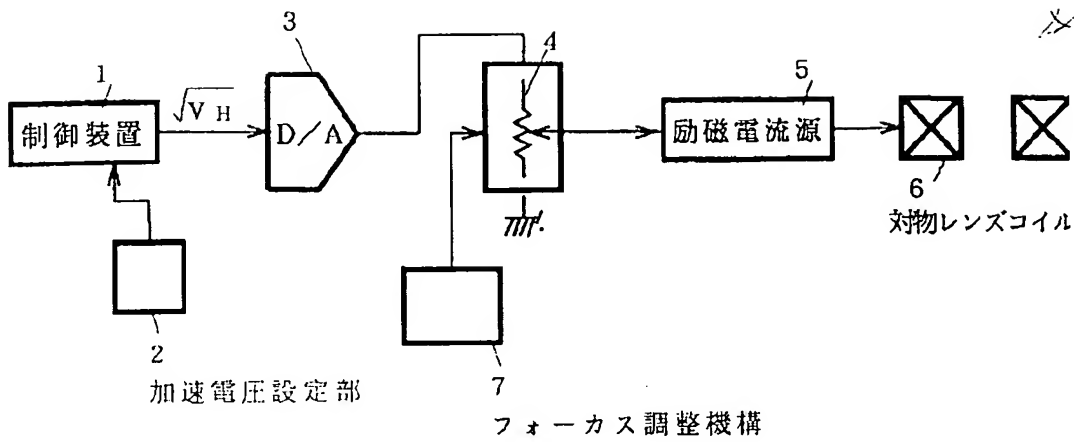 3
4
1
5
√VH
制御装置
D/A
励磁電流源
6
対物レンズコイル
2
加速電圧設定部
7
フォーカス調整機構